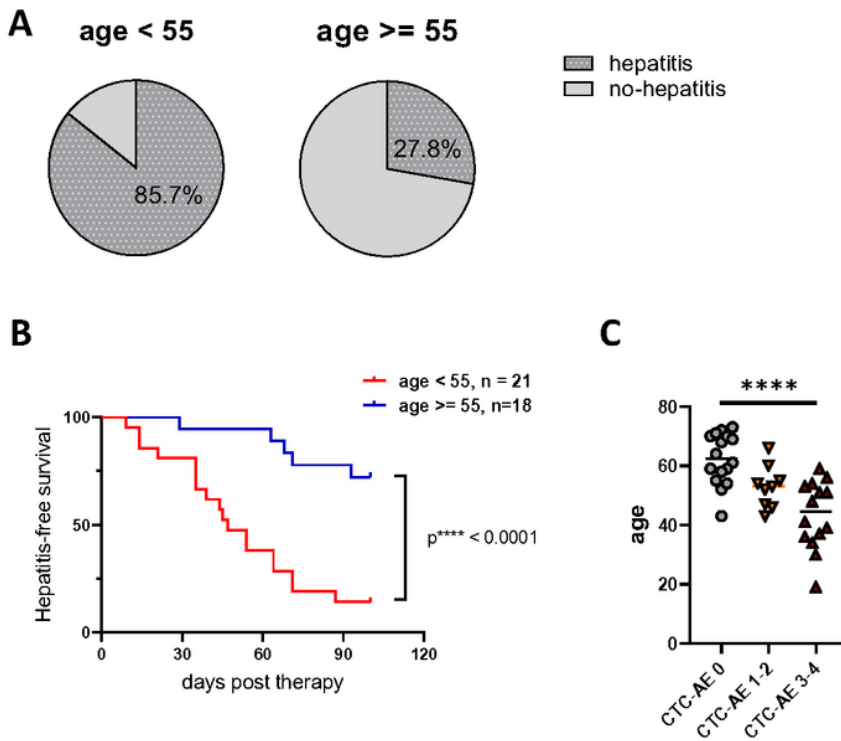 A
age < 55
age >= 55
hepatitis
no-hepatitis
85.7%
27.8%
B
age < 55, n = 21
age >= 55, n=18
Hepatitis-free survival
100
50
0
0
30
60
90
120
days post therapy
p**** < 0.0001
C
****
age
80
60
40
20
0
CTC-AE 0
CTC-AE 1-2
CTC-AE 3-4